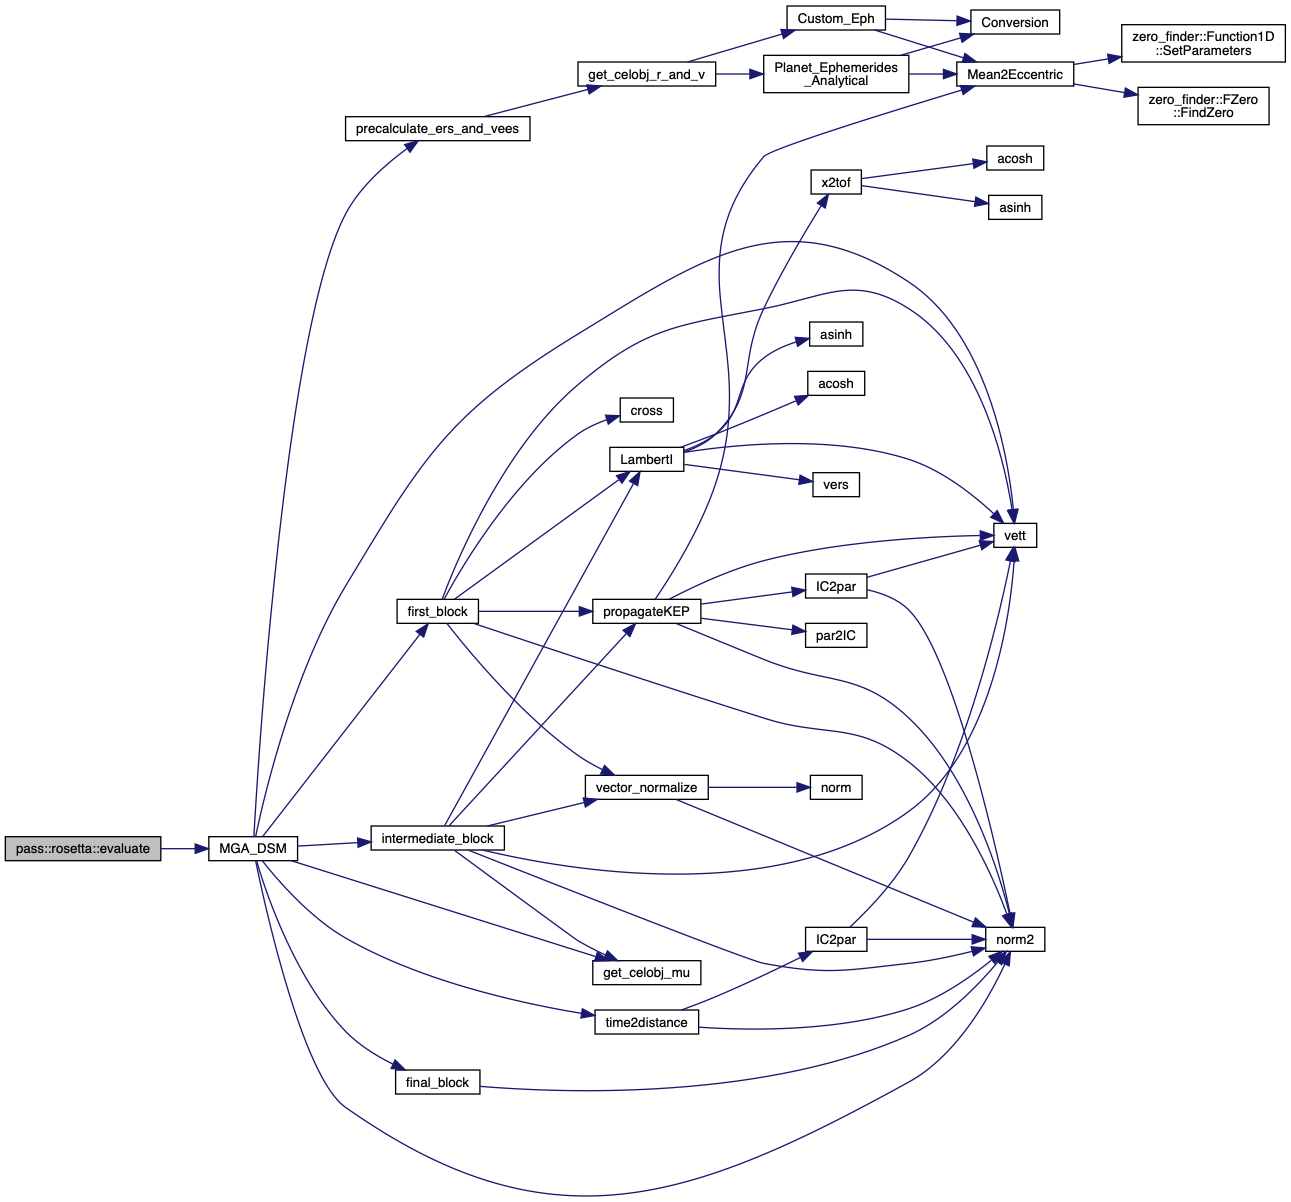 Custom_Eph
Conversion
zero_finder::Function1D
::SetParameters
get_celobj_r_and_v
Planet_Ephemerides
_Analytical
Mean2Eccentric
zero_finder::FZero
::FindZero
precalculate_ers_and_vees
acosh
x2tof
asinh
asinh
acosh
cross
LambertI
vers
vett
IC2par
first_block
propagateKEP
par2IC
vector_normalize
norm
pass::rosetta::evaluate
MGA_DSM
intermediate_block
IC2par
norm2
get_celobj_mu
time2distance
final_block